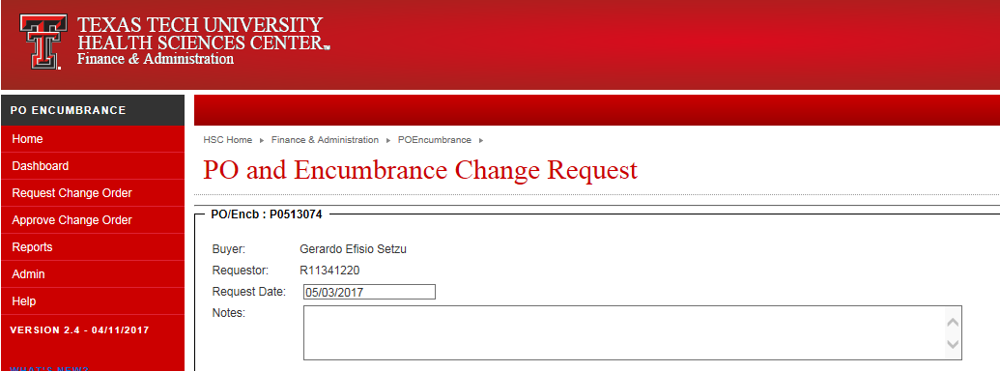 TEXAS TECH UNIVERSITY
HEALTH SCIENCES CENTER™
Finance & Administration
PO ENCUMBRANCE
Home
Dashboard
Request Change Order
Approve Change Order
Reports
Admin
Help
VERSION 2.4 - 04/11/2017
WHAT'S NEW?
HSC Home ▸ Finance & Administration ▸ POEncumbrance ▸
PO and Encumbrance Change Request
PO/Encb : P0513074
Buyer: Gerardo Efisio Setzu
Requestor: R11341220
Request Date: 05/03/2017
Notes: